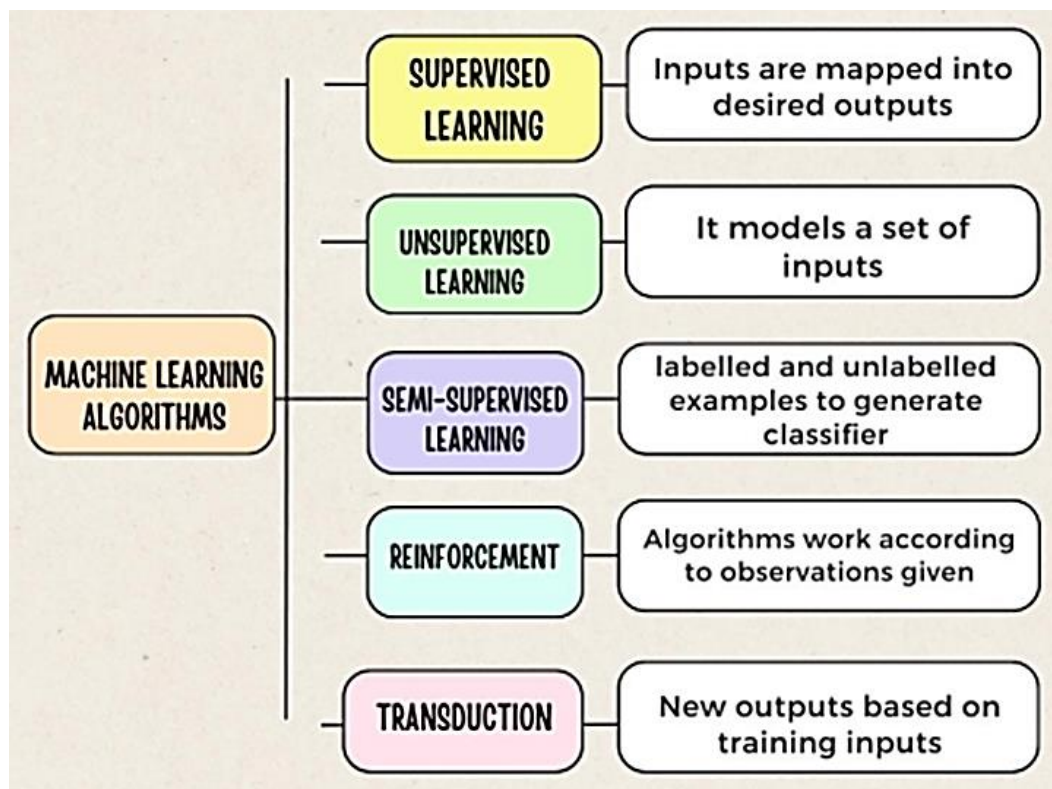 SUPERVISED
LEARNING
Inputs are mapped into
desired outputs
UNSUPERVISED
LEARNING
It models a set of
inputs
MACHINE LEARNING
ALGORITHMS
SEMI-SUPERVISED
LEARNING
labelled and unlabelled
examples to generate
classifier
REINFORCEMENT
Algorithms work according
to observations given
TRANSDUCTION
New outputs based on
training inputs